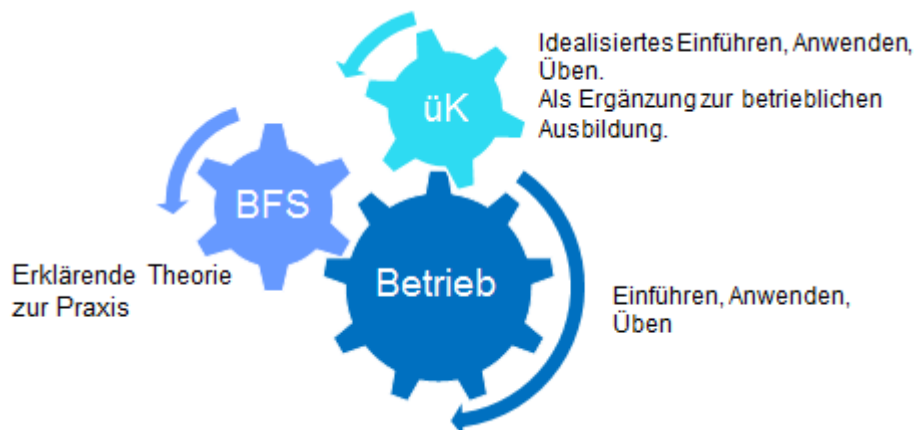 Idealisiertes Einführen, Anwenden,
Üben.
Als Ergänzung zur betrieblichen
Ausbildung.
üK
BFS
Erklärende Theorie
zur Praxis
Betrieb
Einführen, Anwenden,
Üben